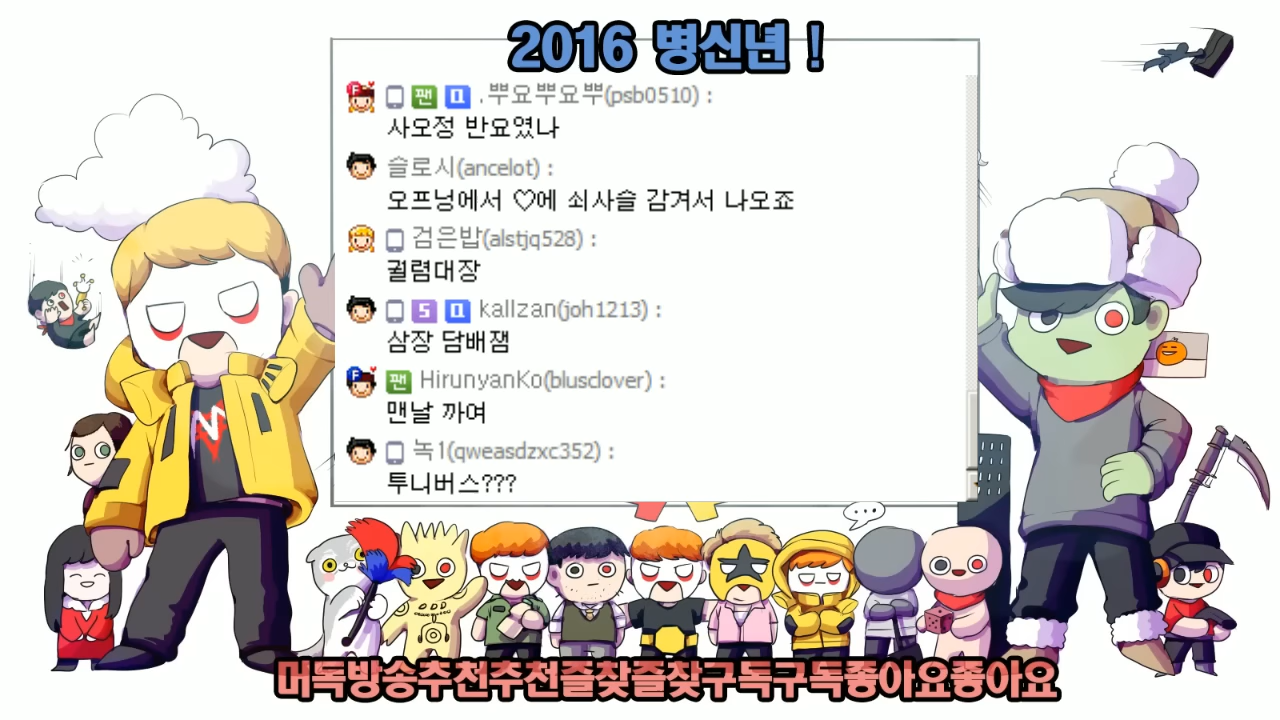 2016 병신년 !
팬 .뿌요뿌요뿌(psb0510) :
사오정 반요였나
슬로시(ancelot) :
오프닝에서 ♡에 쇠사슬 감겨서 나오죠
검은밥(alstjq528) :
궐렴대장
S kallzan(joh1213) :
삼장 담배잼
팬 HirunyanKo(blusclover) :
맨날 까여
녹1(qweasdzxc352) :
투니버스???
머독방송추천추천즐찾즐찾구독구독좋아요좋아요